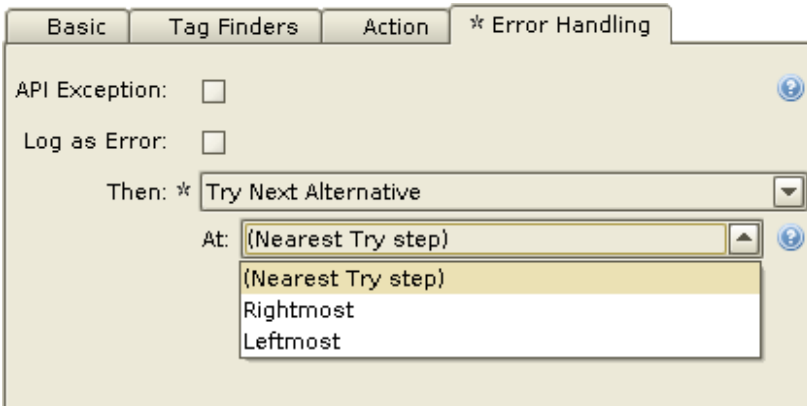 Basic Tag Finders Action * Error Handling
API Exception:
Log as Error:
Then: * Try Next Alternative
At: (Nearest Try step)
(Nearest Try step)
Rightmost
Leftmost